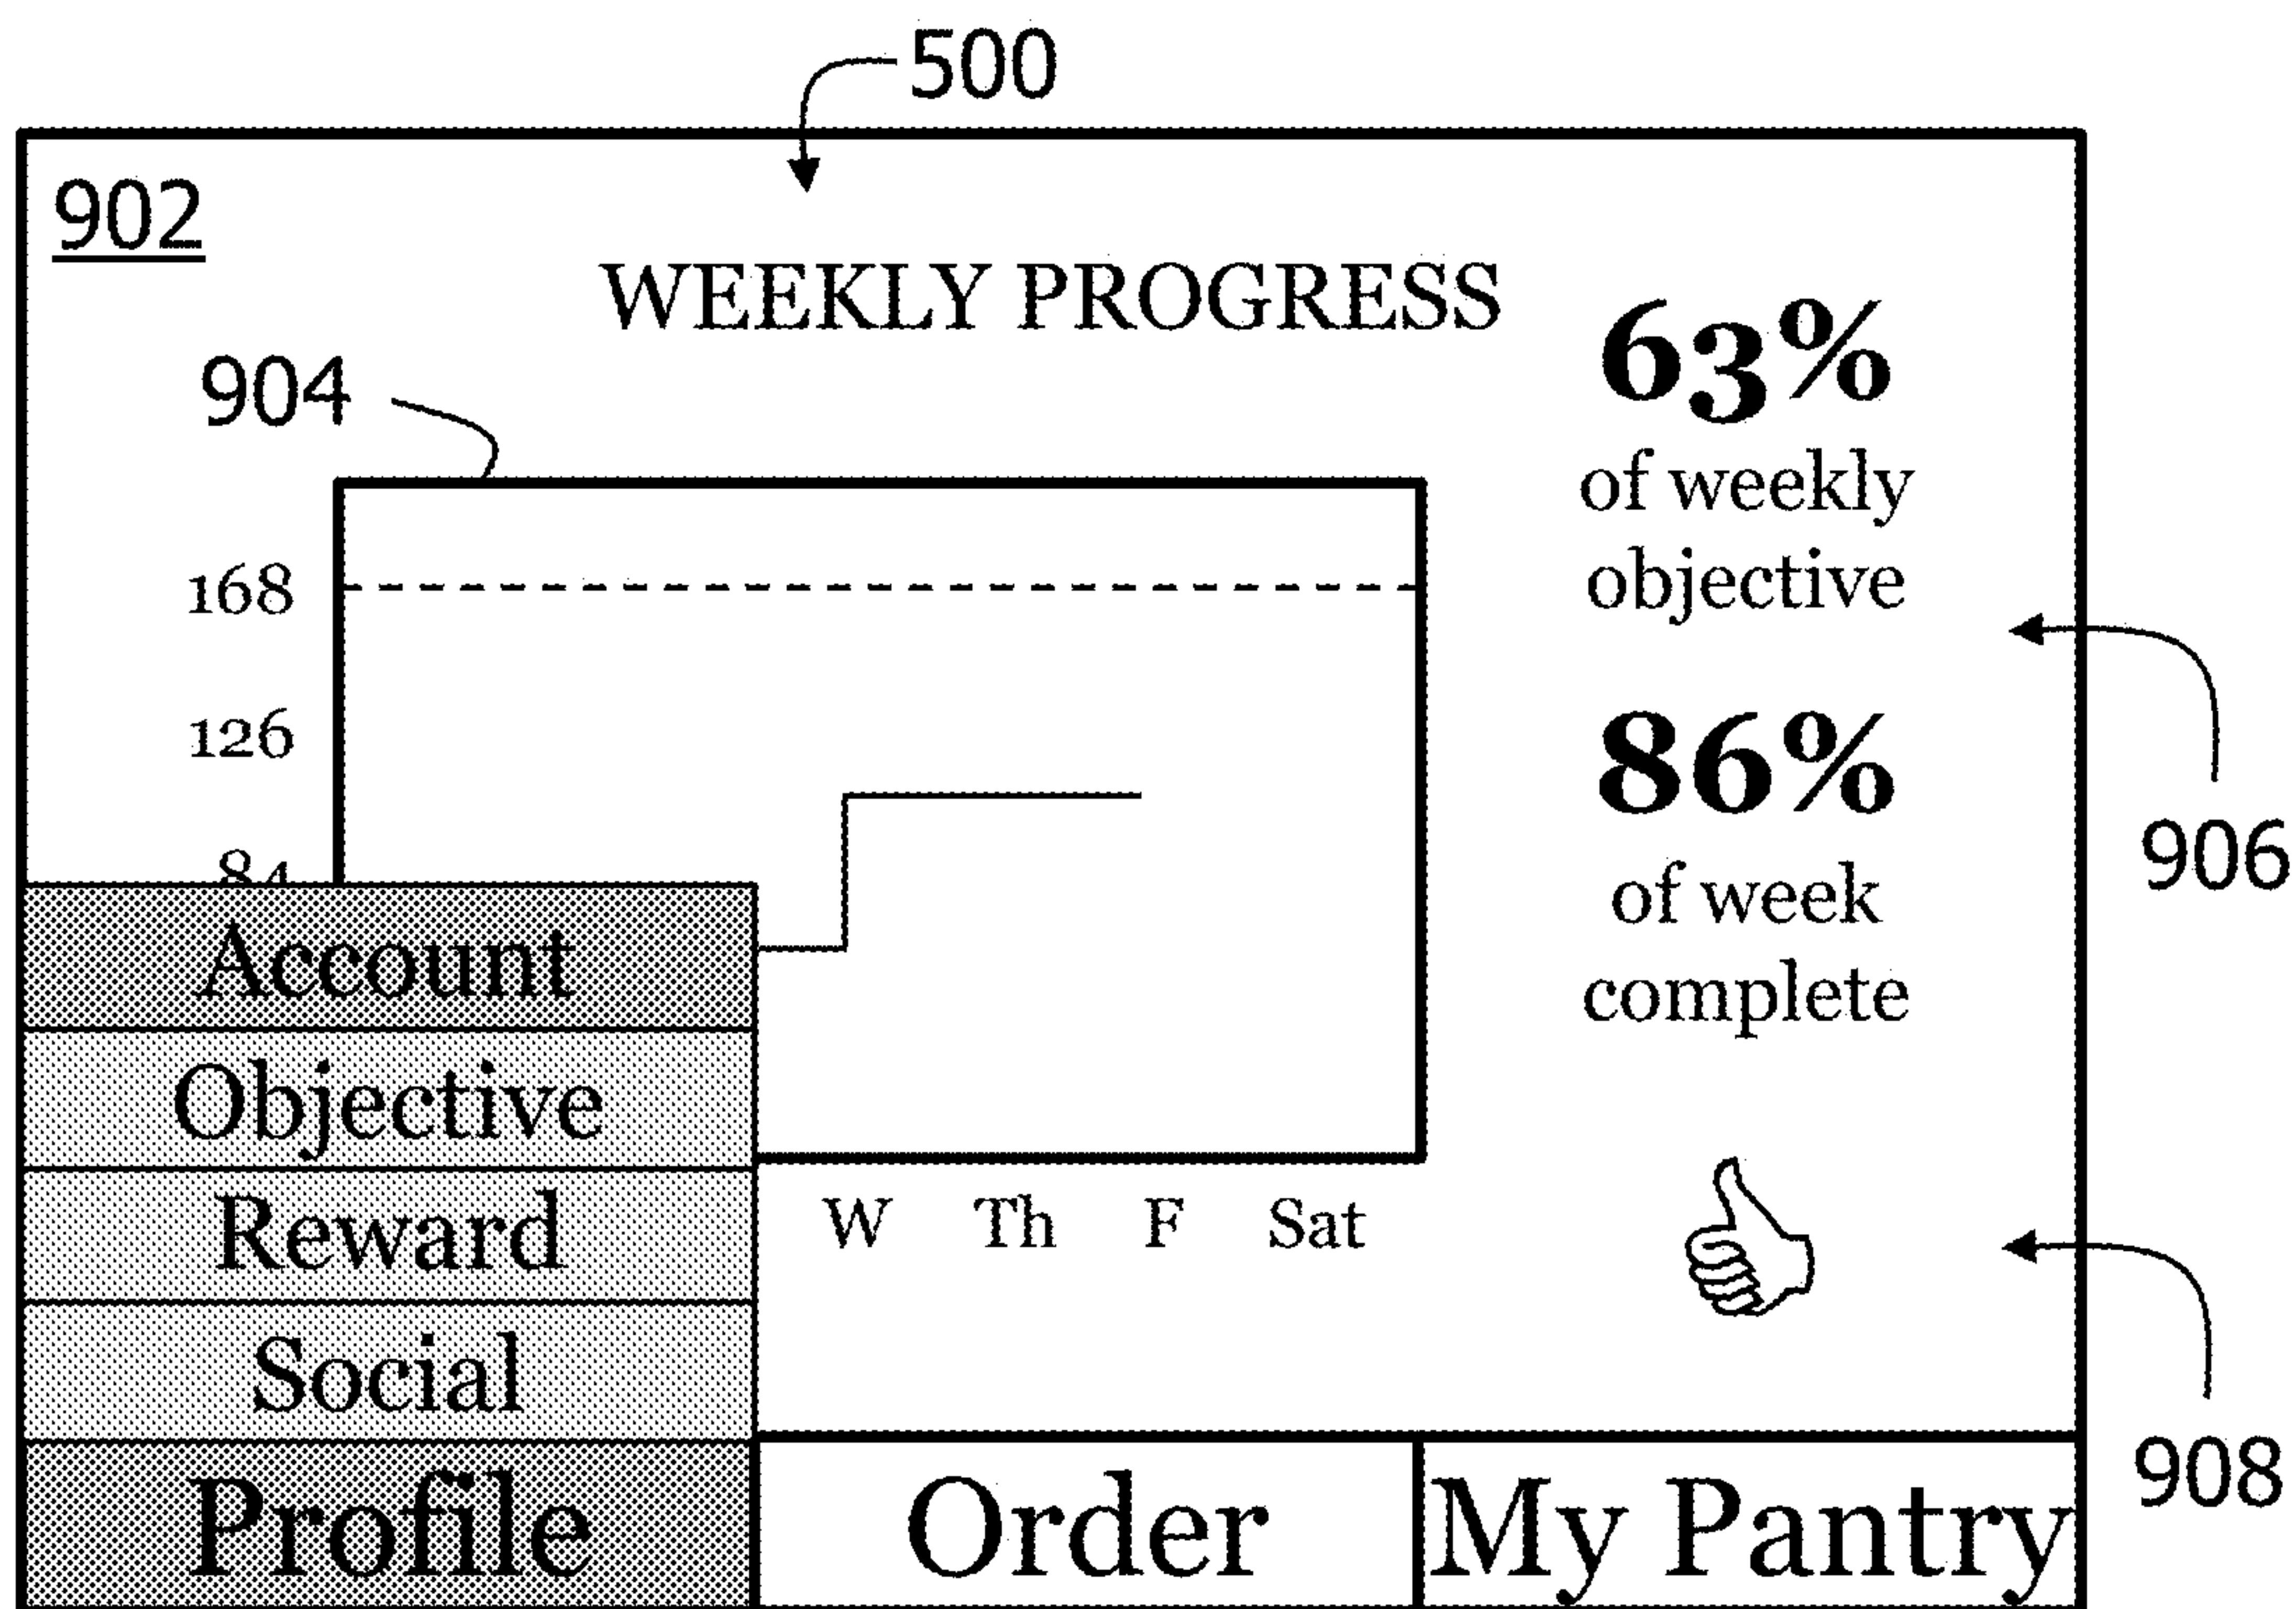 500
902
WEEKLY PROGRESS
63%
of weekly
objective
904
168
126
84
86%
of week
complete
906
Account
Objective
Reward
Social
W Th F Sat
908
Profile Order My Pantry